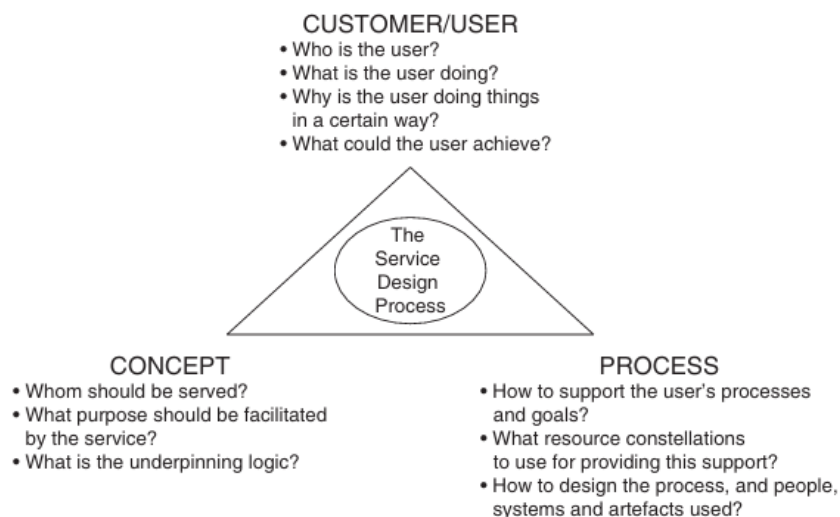 CUSTOMER/USER
• Who is the user?
• What is the user doing?
• Why is the user doing things
in a certain way?
• What could the user achieve?
The
Service
Design
Process
CONCEPT
• Whom should be served?
• What purpose should be facilitated
by the service?
• What is the underpinning logic?
PROCESS
• How to support the user's processes
and goals?
• What resource constellations
to use for providing this support?
• How to design the process, and people,
systems and artefacts used?